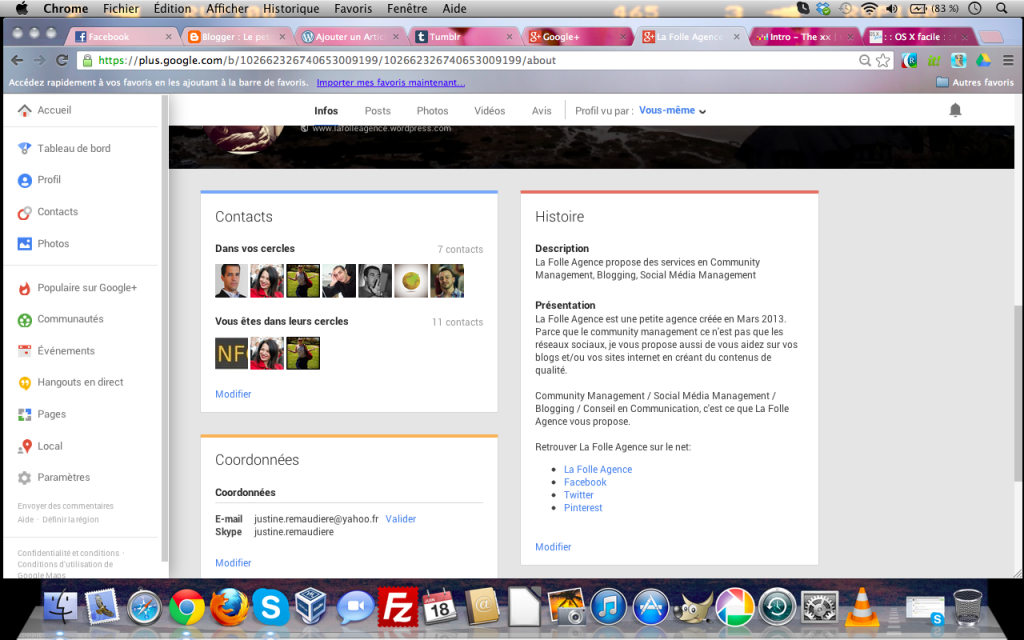 Chrome Fichier Édition Afficher Historique Favoris Fenêtre Aide (83 %)
Facebook Blogger : Le pe Ajouter un Articl Tumblr Google+ La Folle Agenc Intro – The xx : : OS X facile :
https://plus.google.com/b/102662326740653099199/102662326740653099199/about
Accédez rapidement à vos favoris en les ajoutant à la barre de favoris. Importer mes favoris maintenant... Autres favoris
Accueil
Infos Posts Photos Vidéos Avis Profil vu par : Vous-même
www.lafolleagence.wordpress.com
Tableau de bord
Profil
Contacts
Photos
Populaire sur Google+
Communautés
Événements
Hangouts en direct
Pages
Local
Paramètres
Envoyer des commentaires
Aide · Définir la région
Confidentialité et conditions ·
Conditions d'utilisation de
Google Maps
Contacts
Dans vos cercles 7 contacts
Vous êtes dans leurs cercles 11 contacts
NF
Modifier
Coordonnées
Coordonnées
E-mail justine.remaudiere@yahoo.fr Valider
Skype justine.remaudiere
Modifier
Histoire
Description
La Folle Agence propose des services en Community
Management, Blogging, Social Média Management
Présentation
La Folle Agence est une petite agence créée en Mars 2013.
Parce que le community management ce n'est pas que les
réseaux sociaux, je vous propose aussi de vous aidez sur vos
blogs et/ou vos sites internet en créant du contenus de
qualité.
Community Management / Social Média Management /
Blogging / Conseil en Communication, c'est ce que La Folle
Agence vous propose.
Retrouver La Folle Agence sur le net:
La Folle Agence
Facebook
Twitter
Pinterest
Modifier
18